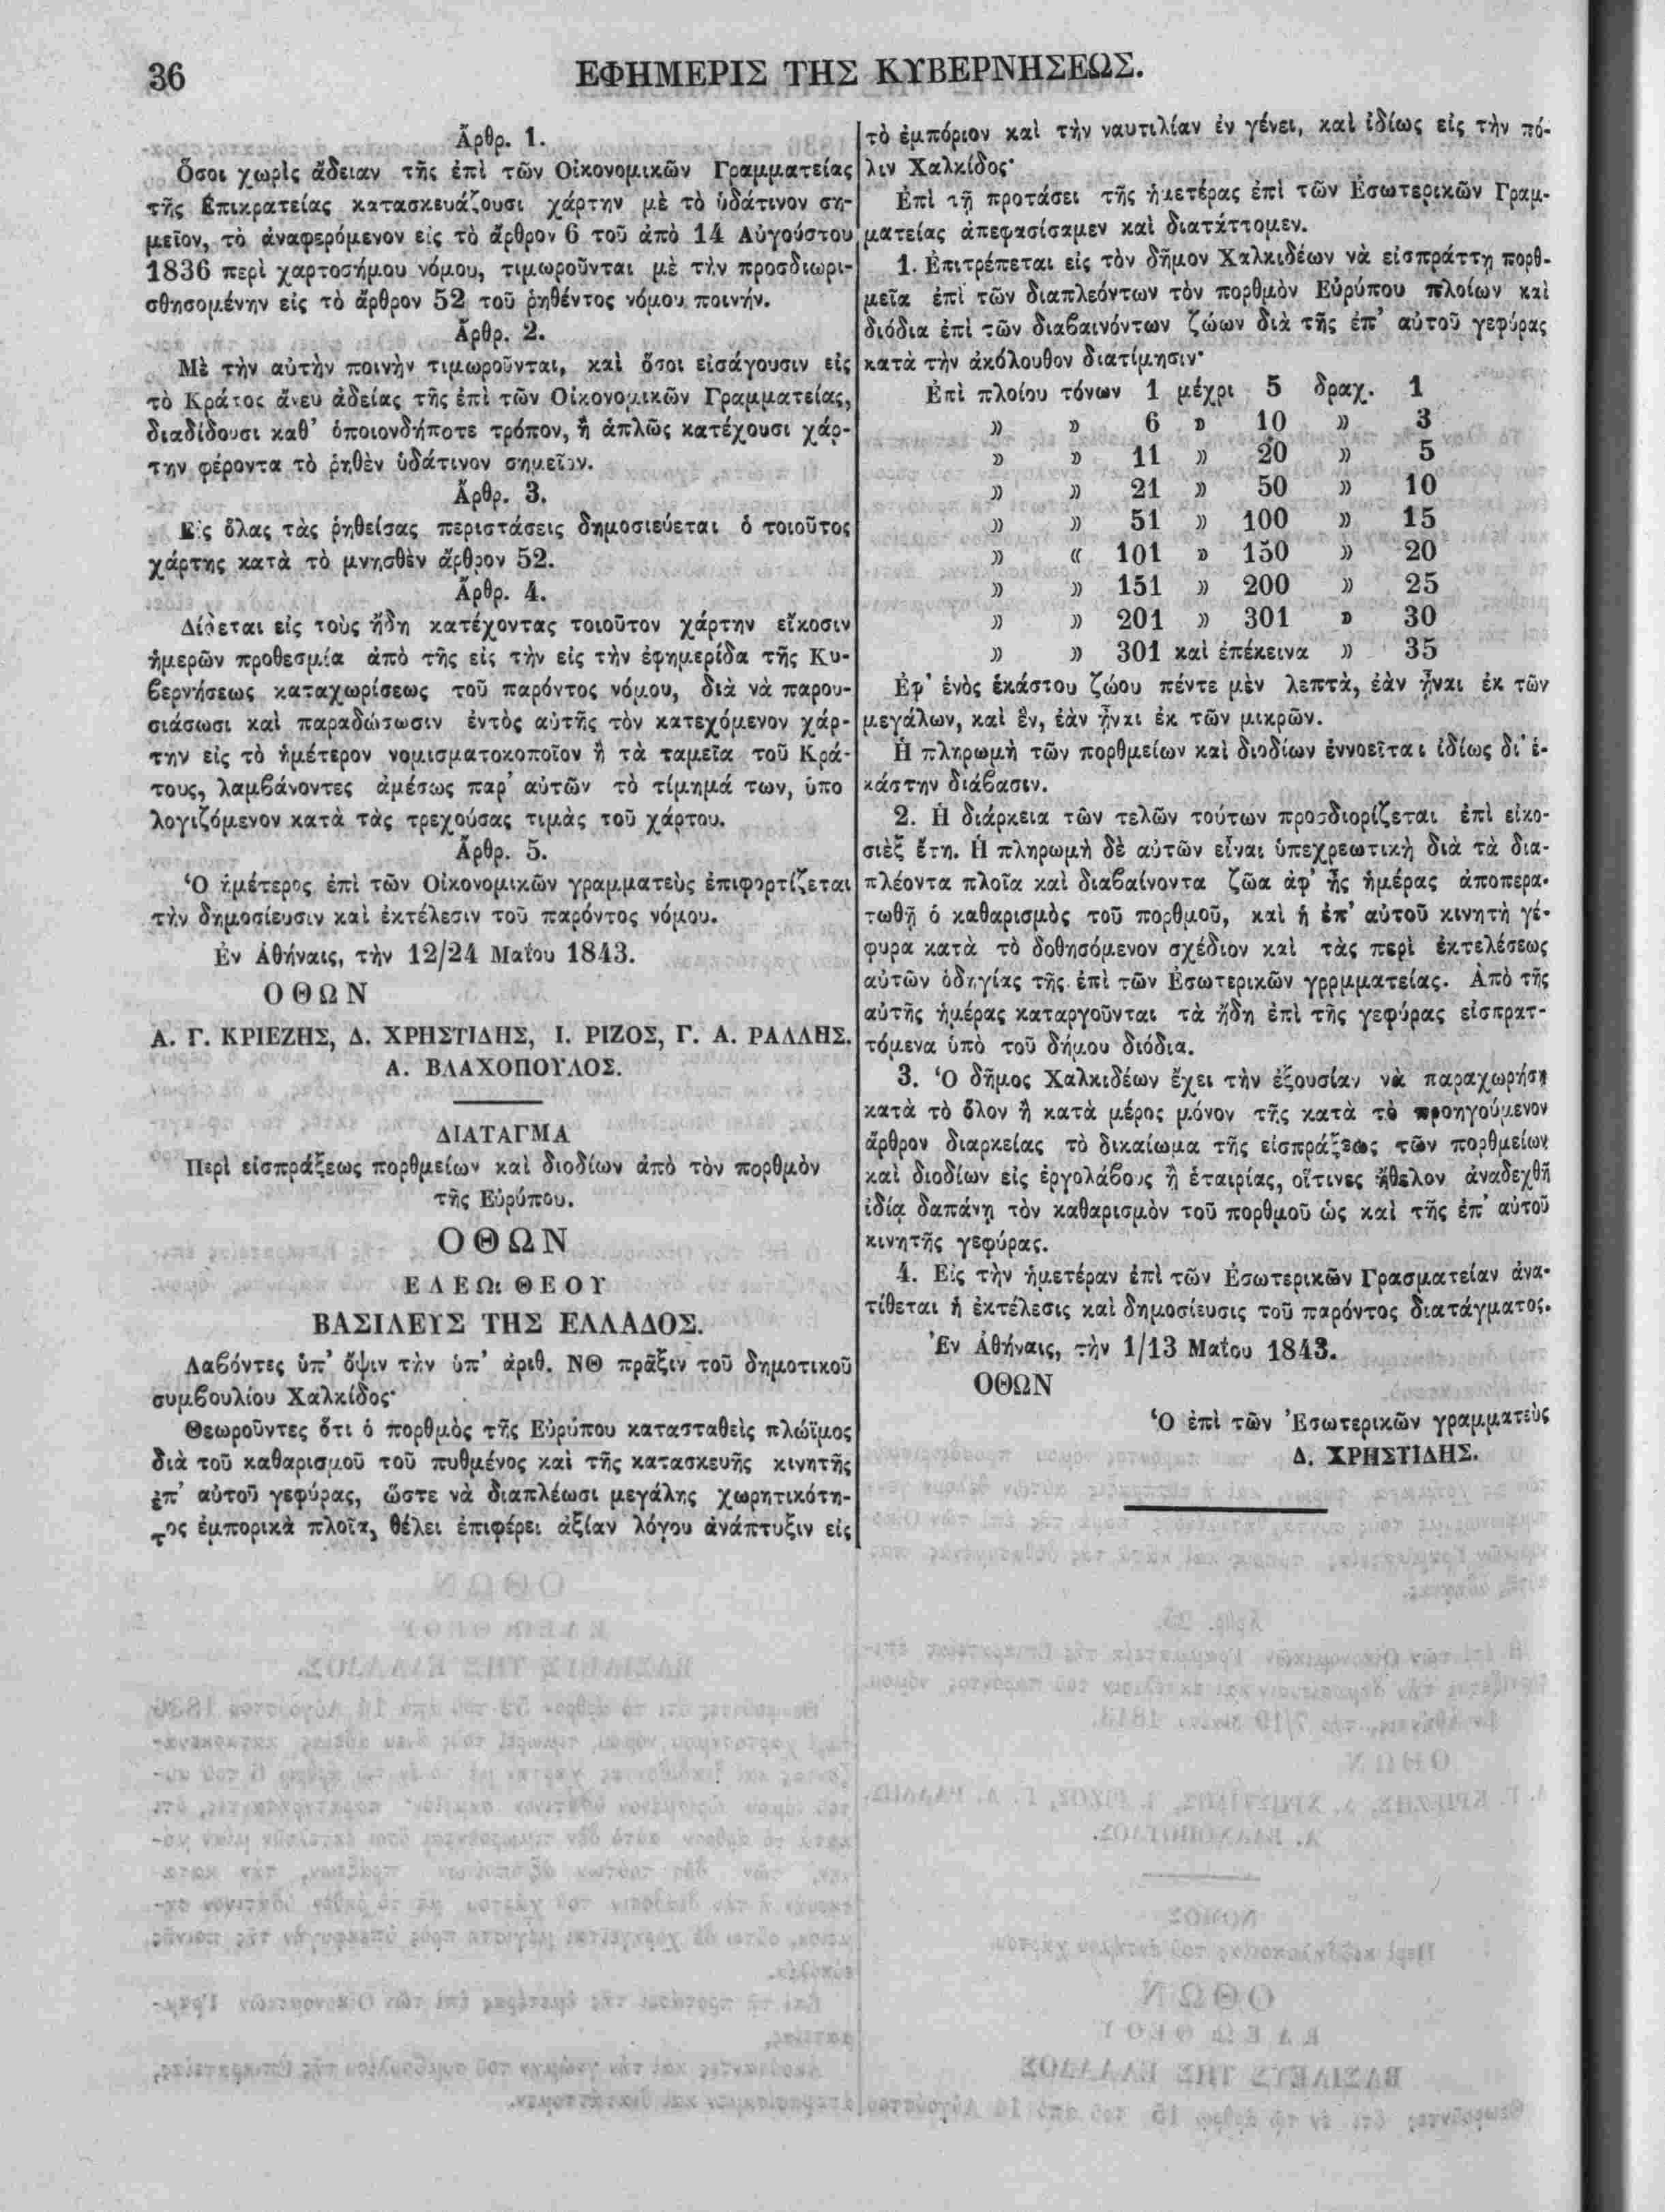 36
ΕΦΗΜΕΡΙΣ ΤΗΣ ΚΥΒΕΡΝΗΣΕΩΣ.
Ἄρθρ. 1.
Ὅσοι χωρὶς ἄδειαν τῆς ἐπὶ τῶν Οἰκονομικῶν Γραμματείας
τῆς Ἐπικρατείας κατασκευάζουσι χάρτην μὲ τὸ ὑδάτινον ση-
μεῖον, τὸ ἀναφερόμενον εἰς τὸ ἄρθρον 6 τοῦ ἀπὸ 14 Αὐγούστου
1836 περὶ χαρτοσήμου νόμου, τιμωροῦνται μὲ τὴν προσδιωρι-
σθησομένην εἰς τὸ ἄρθρον 52 τοῦ ῥηθέντος νόμου ποινήν.
Ἄρθρ. 2.
Μὲ τὴν αὐτὴν ποινὴν τιμωροῦνται, καὶ ὅσοι εἰσάγουσιν εἰς
τὸ Κράτος ἄνευ ἀδείας τῆς ἐπὶ τῶν Οἰκονομικῶν Γραμματείας,
διαδίδουσι καθ’ ὁποιονδήποτε τρόπον, ἢ ἁπλῶς κατέχουσι χάρ-
την φέροντα τὸ ῥηθὲν ὑδάτινον σημεῖον.
Ἄρθρ. 3.
Εἰς ὅλας τὰς ῥηθείσας περιστάσεις δημοσιεύεται ὁ τοιοῦτος
χάρτης κατὰ τὸ μνησθὲν ἄρθρον 52.
Ἄρθρ. 4.
Δίδεται εἰς τοὺς ἤδη κατέχοντας τοιοῦτον χάρτην εἴκοσιν
ἡμερῶν προθεσμία ἀπὸ τῆς εἰς τὴν εἰς τὴν ἐφημερίδα τῆς Κυ-
βερνήσεως καταχωρίσεως τοῦ παρόντος νόμου, διὰ νὰ παρου-
σιάσωσι καὶ παραδώσωσιν ἐντὸς αὐτῆς τὸν κατεχόμενον χάρ-
την εἰς τὸ ἡμέτερον νομισματοκοποῖον ἢ τὰ ταμεῖα τοῦ Κρά-
τους, λαμβάνοντες ἀμέσως παρ’ αὐτῶν τὸ τίμημά των, ὑπο
λογιζόμενον κατὰ τὰς τρεχούσας τιμὰς τοῦ χάρτου.
Ἄρθρ. 5.
Ὁ ἡμέτερος ἐπὶ τῶν Οἰκονομικῶν γραμματεὺς ἐπιφορτίζεται
τὴν δημοσίευσιν καὶ ἐκτέλεσιν τοῦ παρόντος νόμου.
Ἐν Ἀθήναις, τὴν 12/24 Μαΐου 1843.
ΟΘΩΝ
Α. Γ. ΚΡΙΕΖΗΣ, Δ. ΧΡΗΣΤΙΔΗΣ, Ι. ΡΙΖΟΣ, Γ. Α. ΡΑΛΛΗΣ.
Α. ΒΛΑΧΟΠΟΥΛΟΣ.
ΔΙΑΤΑΓΜΑ
Περὶ εἰσπράξεως πορθμείων καὶ διοδίων ἀπὸ τὸν πορθμὸν
τῆς Εὐρύπου.
ΟΘΩΝ
ΕΛΕΩι ΘΕΟΥ
ΒΑΣΙΛΕΥΣ ΤΗΣ ΕΛΛΑΔΟΣ.
Λαβόντες ὑπ’ ὄψιν τὴν ὑπ’ ἀριθ. ΝΘ πρᾶξιν τοῦ δημοτικοῦ
συμβουλίου Χαλκίδος·
Θεωροῦντες ὅτι ὁ πορθμὸς τῆς Εὐρύπου κατασταθεὶς πλώϊμος
διὰ τοῦ καθαρισμοῦ τοῦ πυθμένος καὶ τῆς κατασκευῆς κινητῆς
ἐπ’ αὐτοῦ γεφύρας, ὥστε νὰ διαπλέωσι μεγάλης χωρητικότη-
τος ἐμπορικὰ πλοῖα, θέλει ἐπιφέρει ἀξίαν λόγου ἀνάπτυξιν εἰς
τὸ ἐμπόριον καὶ τὴν ναυτιλίαν ἐν γένει, καὶ ἰδίως εἰς τὴν πό-
λιν Χαλκίδος·
Ἐπὶ τῇ προτάσει τῆς ἡμετέρας ἐπὶ τῶν Ἐσωτερικῶν Γραμ-
ματείας ἀπεφασίσαμεν καὶ διατάττομεν.
1. Ἐπιτρέπεται εἰς τὸν δῆμον Χαλκιδέων νὰ εἰσπράττῃ πορθ-
μεῖα ἐπὶ τῶν διαπλεόντων τὸν πορθμὸν Εὐρύπου πλοίων καὶ
διόδια ἐπὶ τῶν διαβαινόντων ζώων διὰ τῆς ἐπ’ αὐτοῦ γεφύρας
κατὰ τὴν ἀκόλουθον διατίμησιν·
Ἐπὶ πλοίου τόνων 1 μέχρι 5 δραχ. 1
» » 6 » 10 » 3
» » 11 » 20 » 5
» » 21 » 50 » 10
» » 51 » 100 » 15
» « 101 » 150 » 20
» » 151 » 200 » 25
» » 201 » 301 » 30
» » 301 καὶ ἐπέκεινα » 35
Ἐφ’ ἑνὸς ἑκάστου ζώου πέντε μὲν λεπτὰ, ἐὰν ἦναι ἐκ τῶν
μεγάλων, καὶ ἓν, ἐὰν ἦναι ἐκ τῶν μικρῶν.
Ἡ πληρωμὴ τῶν πορθμείων καὶ διοδίων ἐννοεῖται ἰδίως δι’ ἑ-
κάστην διάβασιν.
2. Ἡ διάρκεια τῶν τελῶν τούτων προσδιορίζεται ἐπὶ εἰκο-
σιὲξ ἔτη. Ἡ πληρωμὴ δὲ αὐτῶν εἶναι ὑπεχρεωτικὴ διὰ τὰ δια-
πλέοντα πλοῖα καὶ διαβαίνοντα ζῶα ἀφ’ ἧς ἡμέρας ἀποπερα-
τωθῇ ὁ καθαρισμὸς τοῦ πορθμοῦ, καὶ ἡ ἐπ’ αὐτοῦ κινητὴ γέ-
φυρα κατὰ τὸ δοθησόμενον σχέδιον καὶ τὰς περὶ ἐκτελέσεως
αὐτῶν ὁδηγίας τῆς ἐπὶ τῶν Ἐσωτερικῶν γρρμματείας. Ἀπὸ τῆς
αὐτῆς ἡμέρας καταργοῦνται τὰ ἤδη ἐπὶ τῆς γεφύρας εἰσπρατ-
τόμενα ὑπὸ τοῦ δήμου διόδια.
3. Ὁ δῆμος Χαλκιδέων ἔχει τὴν ἐξουσίαν νὰ παραχωρήσῃ
κατὰ τὸ ὅλον ἢ κατὰ μέρος μόνον τῆς κατὰ τὸ προηγούμενον
ἄρθρον διαρκείας τὸ δικαίωμα τῆς εἰσπράξεως τῶν πορθμείων
καὶ διοδίων εἰς ἐργολάβους ἢ ἑταιρίας, οἵτινες ἤθελον ἀναδεχθῆ
ἰδίᾳ δαπάνῃ τὸν καθαρισμὸν τοῦ πορθμοῦ ὡς καὶ τῆς ἐπ’ αὐτοῦ
κινητῆς γεφύρας.
4. Εἰς τὴν ἡμετέραν ἐπὶ τῶν Ἐσωτερικῶν Γρασματείαν ἀνα-
τίθεται ἡ ἐκτέλεσις καὶ δημοσίευσις τοῦ παρόντος διατάγματος.
Ἐν Ἀθήναις, τὴν 1/13 Μαΐου 1843.
ΟΘΩΝ
Ὁ ἐπὶ τῶν Ἐσωτερικῶν γραμματεὺς
Δ. ΧΡΗΣΤΙΔΗΣ.